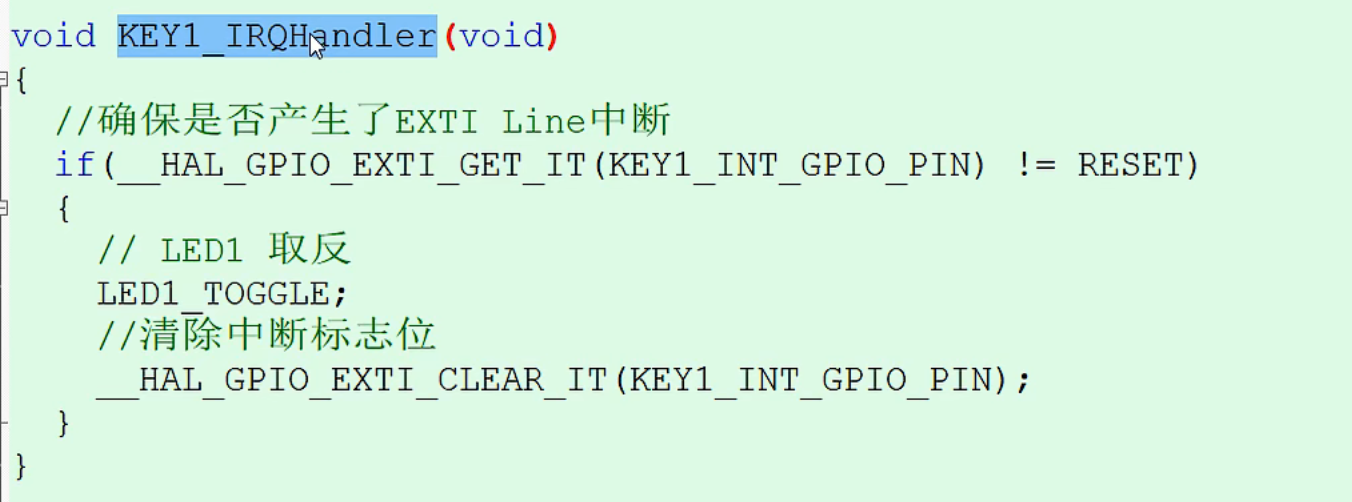 void KEY1_IRQHandler(void)
{
//确保是否产生了EXTI Line中断
if(__HAL_GPIO_EXTI_GET_IT(KEY1_INT_GPIO_PIN) != RESET)
{
// LED1 取反
LED1_TOGGLE;
//清除中断标志位
__HAL_GPIO_EXTI_CLEAR_IT(KEY1_INT_GPIO_PIN);
}
}